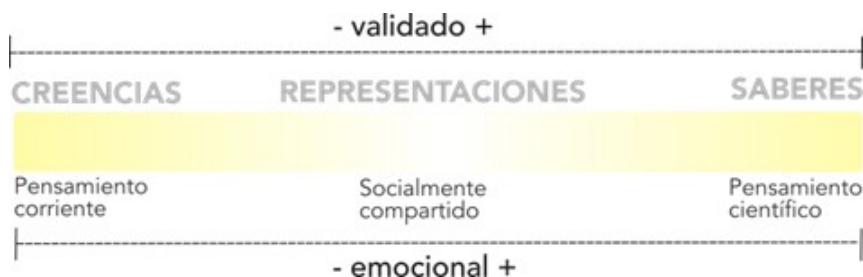 - validado +
CREENCIAS REPRESENTACIONES SABERES
Pensamiento corriente Socialmente compartido Pensamiento científico
- emocional +